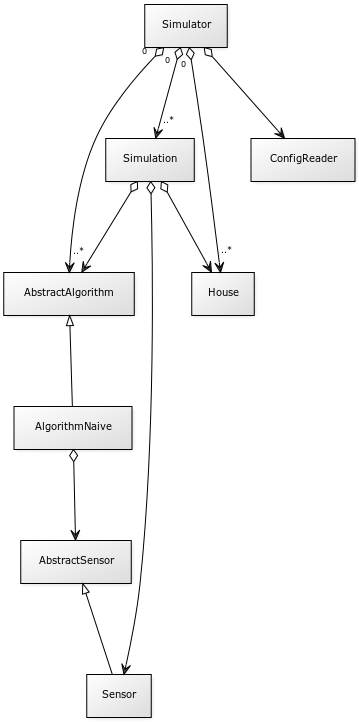 Simulator
0
0
0
..*
Simulation
ConfigReader
..*
..*
AbstractAlgorithm
House
AlgorithmNaive
AbstractSensor
Sensor